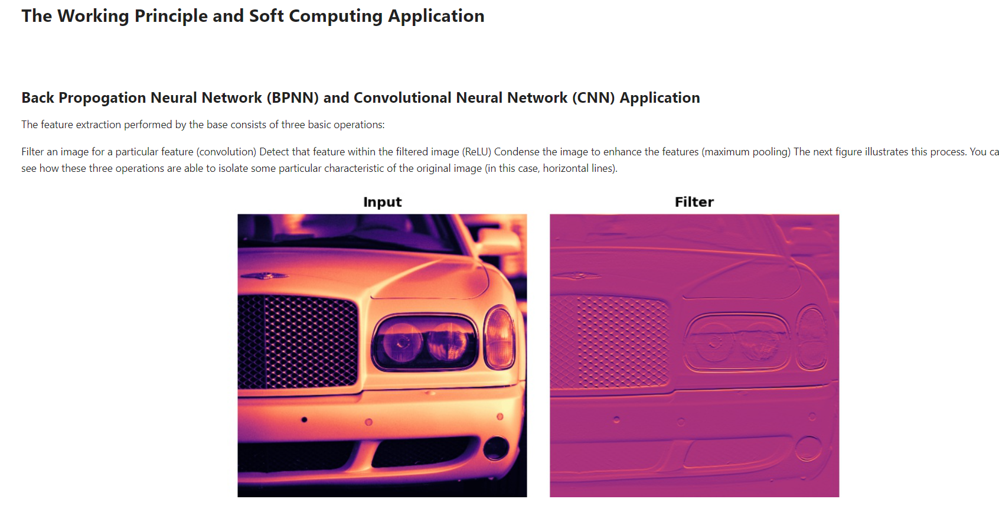 The Working Principle and Soft Computing Application
Back Propogation Neural Network (BPNN) and Convolutional Neural Network (CNN) Application
The feature extraction performed by the base consists of three basic operations:
Filter an image for a particular feature (convolution) Detect that feature within the filtered image (ReLU) Condense the image to enhance the features (maximum pooling) The next figure illustrates this process. You ca
see how these three operations are able to isolate some particular characteristic of the original image (in this case, horizontal lines).
Input
Filter